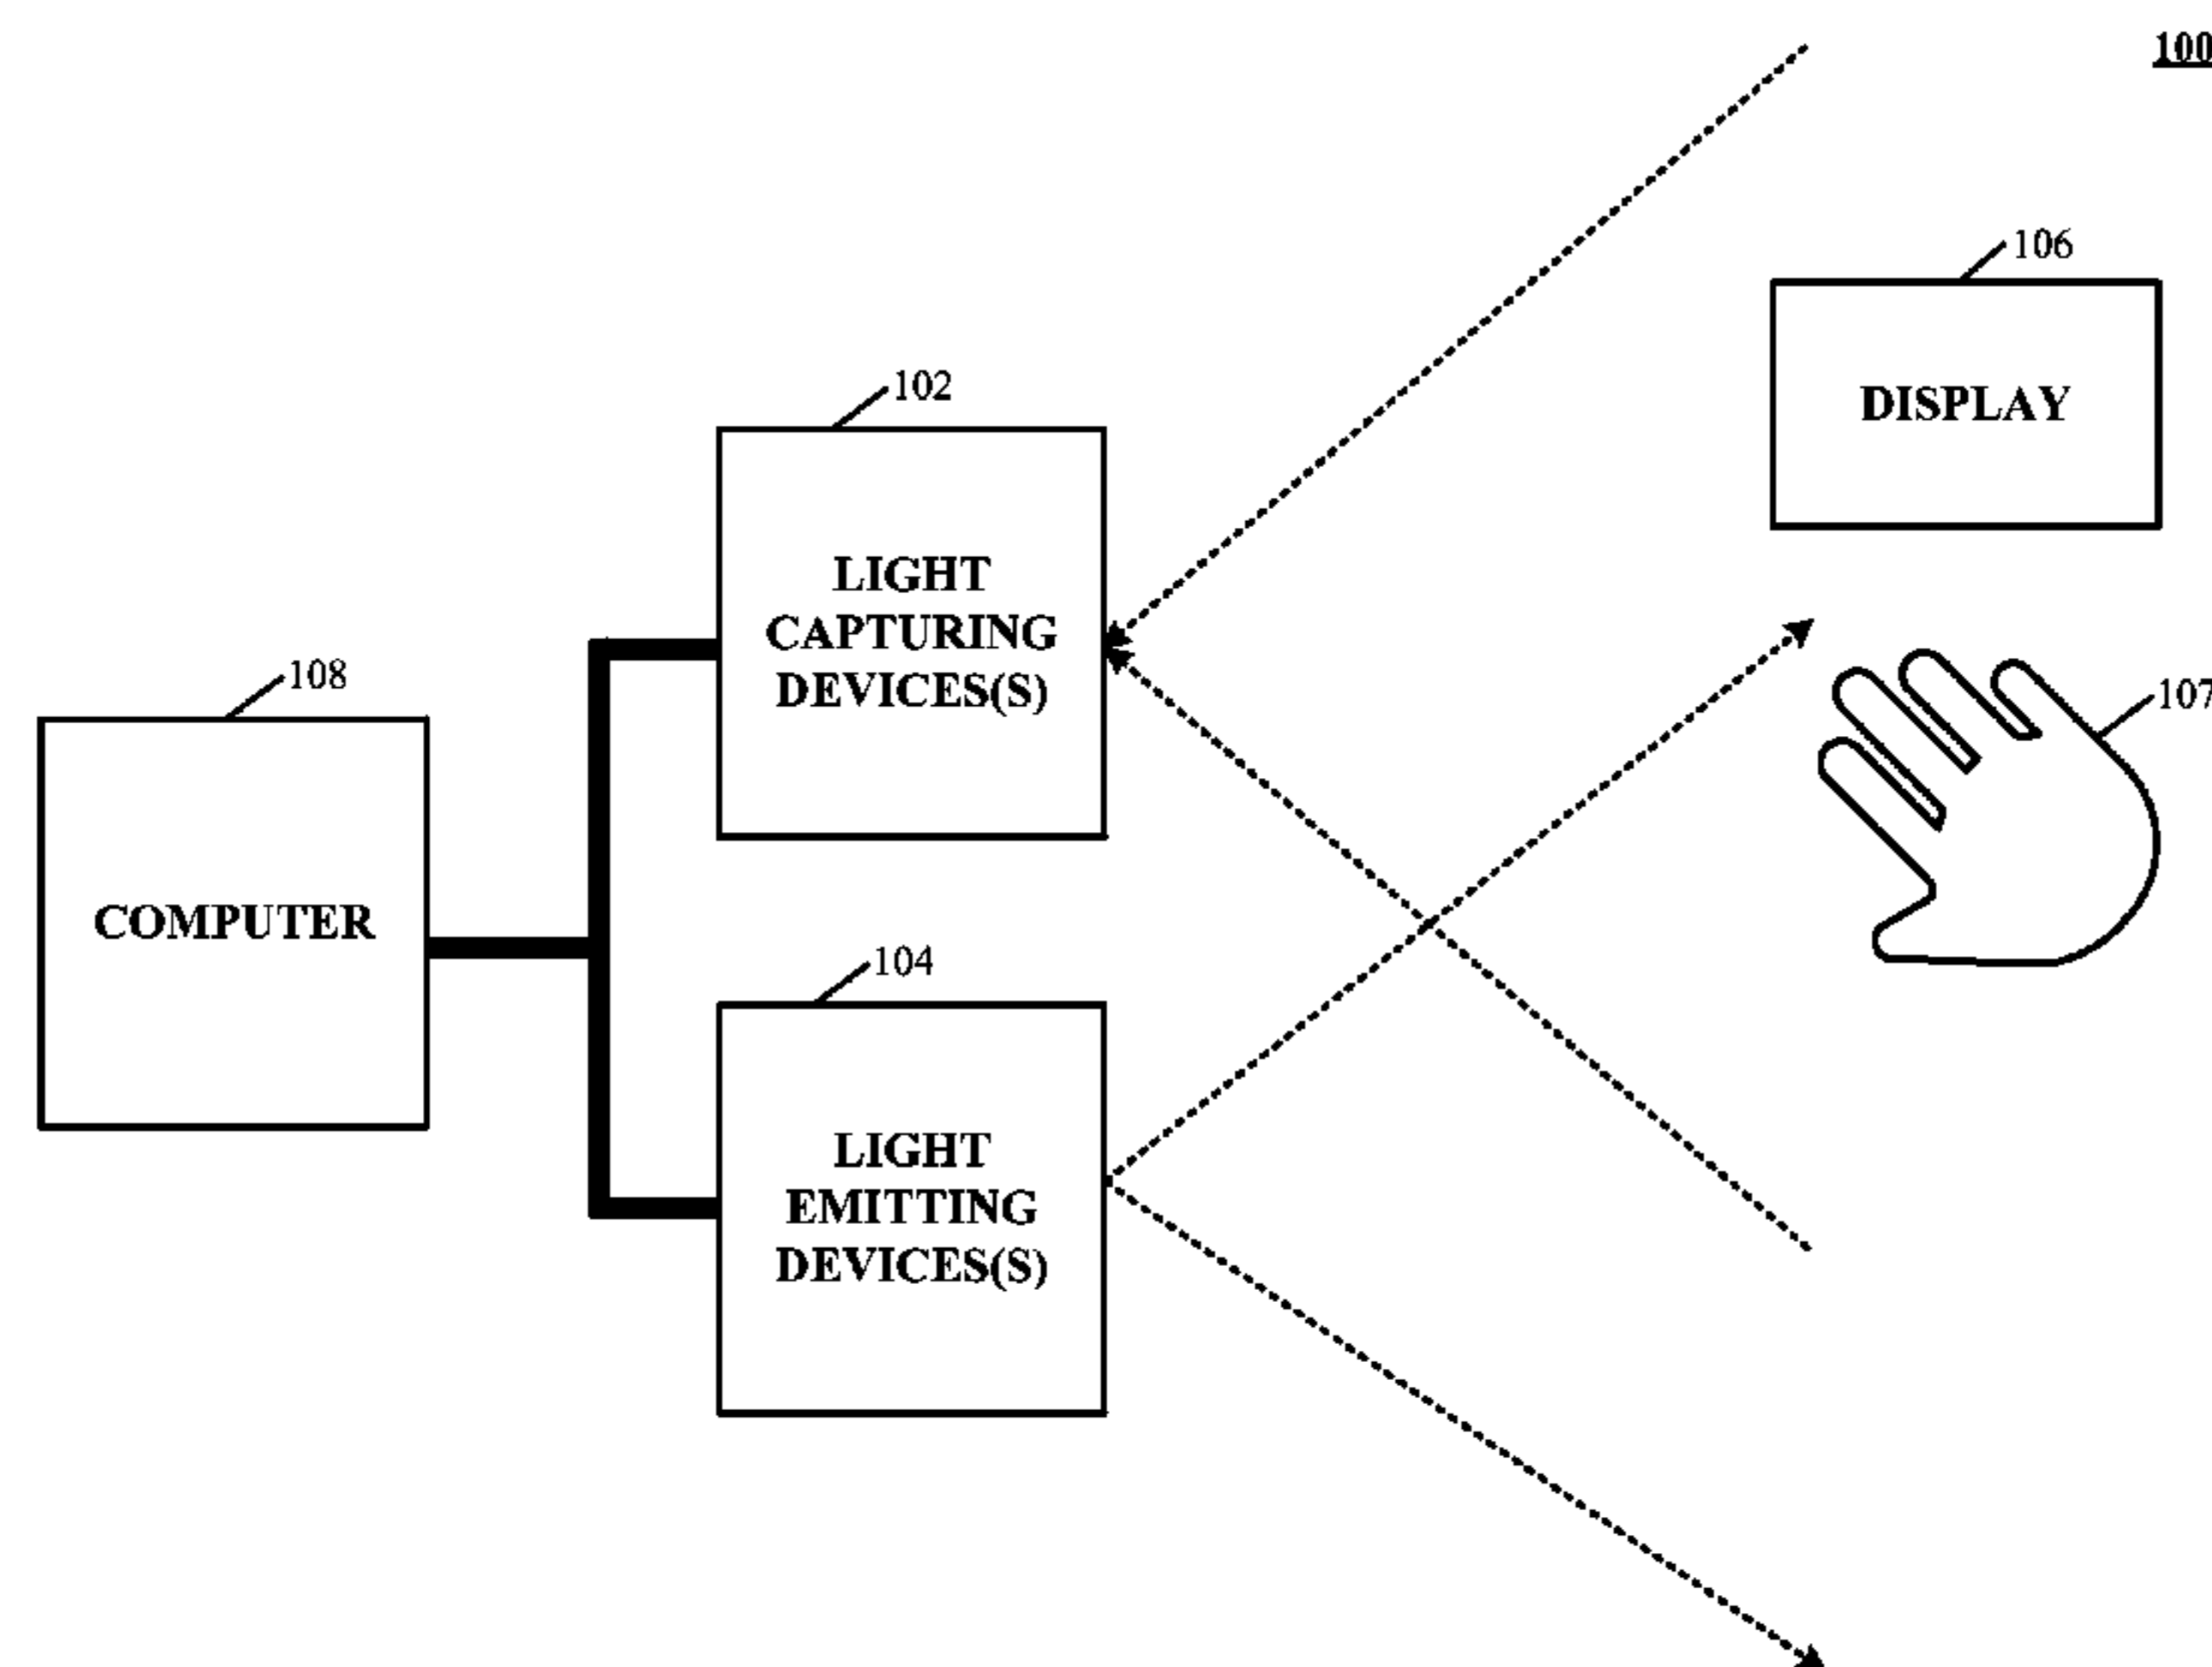 100
106
DISPLAY
102
LIGHT
CAPTURING
DEVICES(S)
108
107
COMPUTER
104
LIGHT
EMITTING
DEVICES(S)